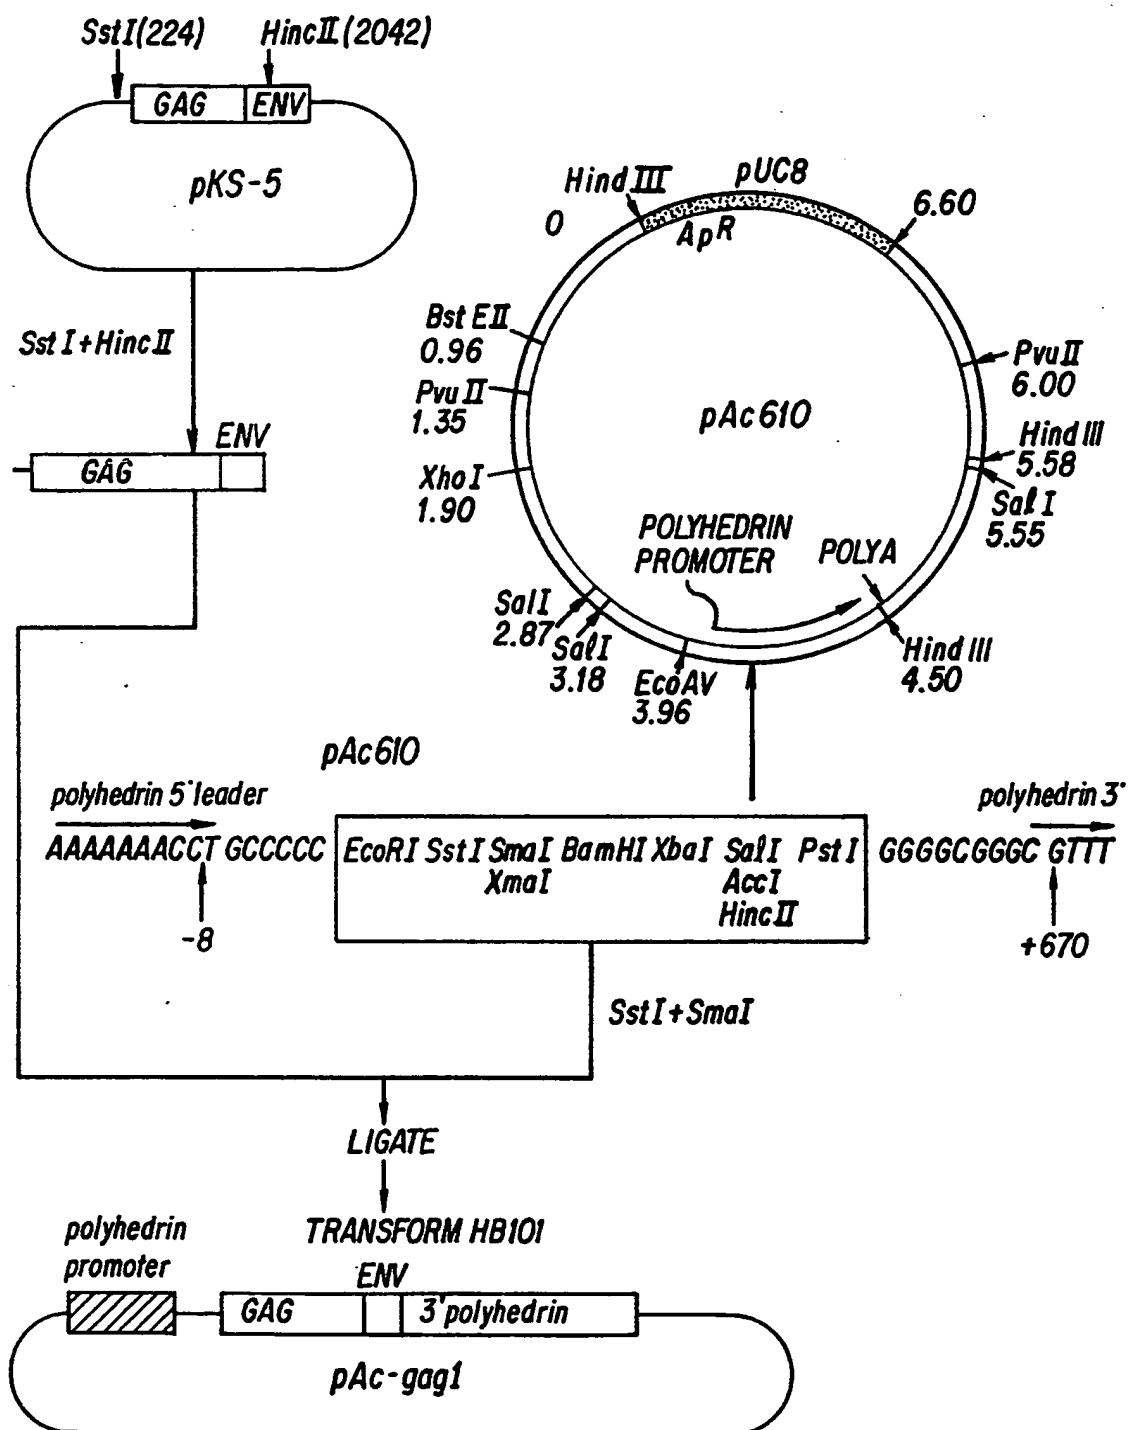 SstI(224) HincII(2042)
GAG ENV
pKS-5
SstI+HincII
ENV
GAG
pUC8
HindIII
0
ApR
6.60
BstEII
0.96
PvuII
6.00
PvuII
1.35
pAc610
HindIII
5.58
XhoI
1.90
SalI
5.55
POLYHEDRIN
PROMOTER
POLYA
SalI
2.87
SalI
3.18
EcoAV
3.96
HindIII
4.50
pAc610
polyhedrin 5' leader
polyhedrin 3'
AAAAAAACCT GCCCCC EcoRI SstI SmaI BamHI XbaI SalI PstI GGGGCGGGC GTTT
XmaI AccI
HincII
-8
+670
SstI+SmaI
LIGATE
TRANSFORM HB101
polyhedrin
promoter
ENV
GAG 3'polyhedrin
pAc-gag1